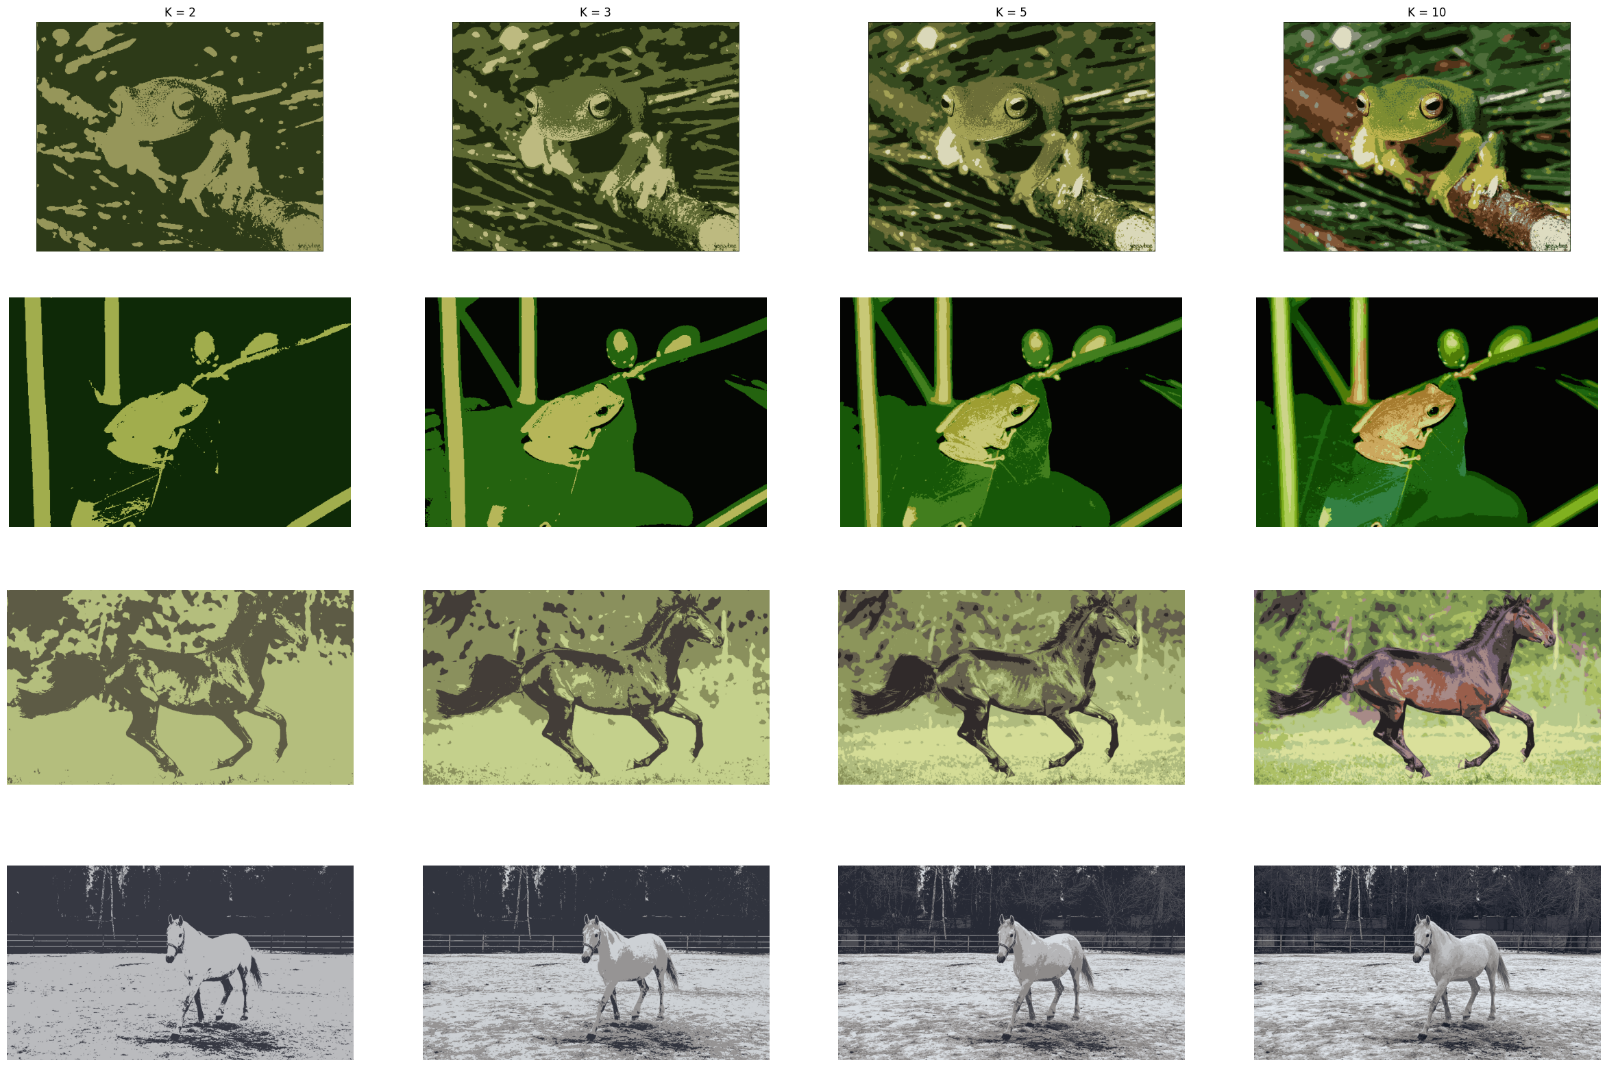 K = 2
K = 3
K = 5
K = 10